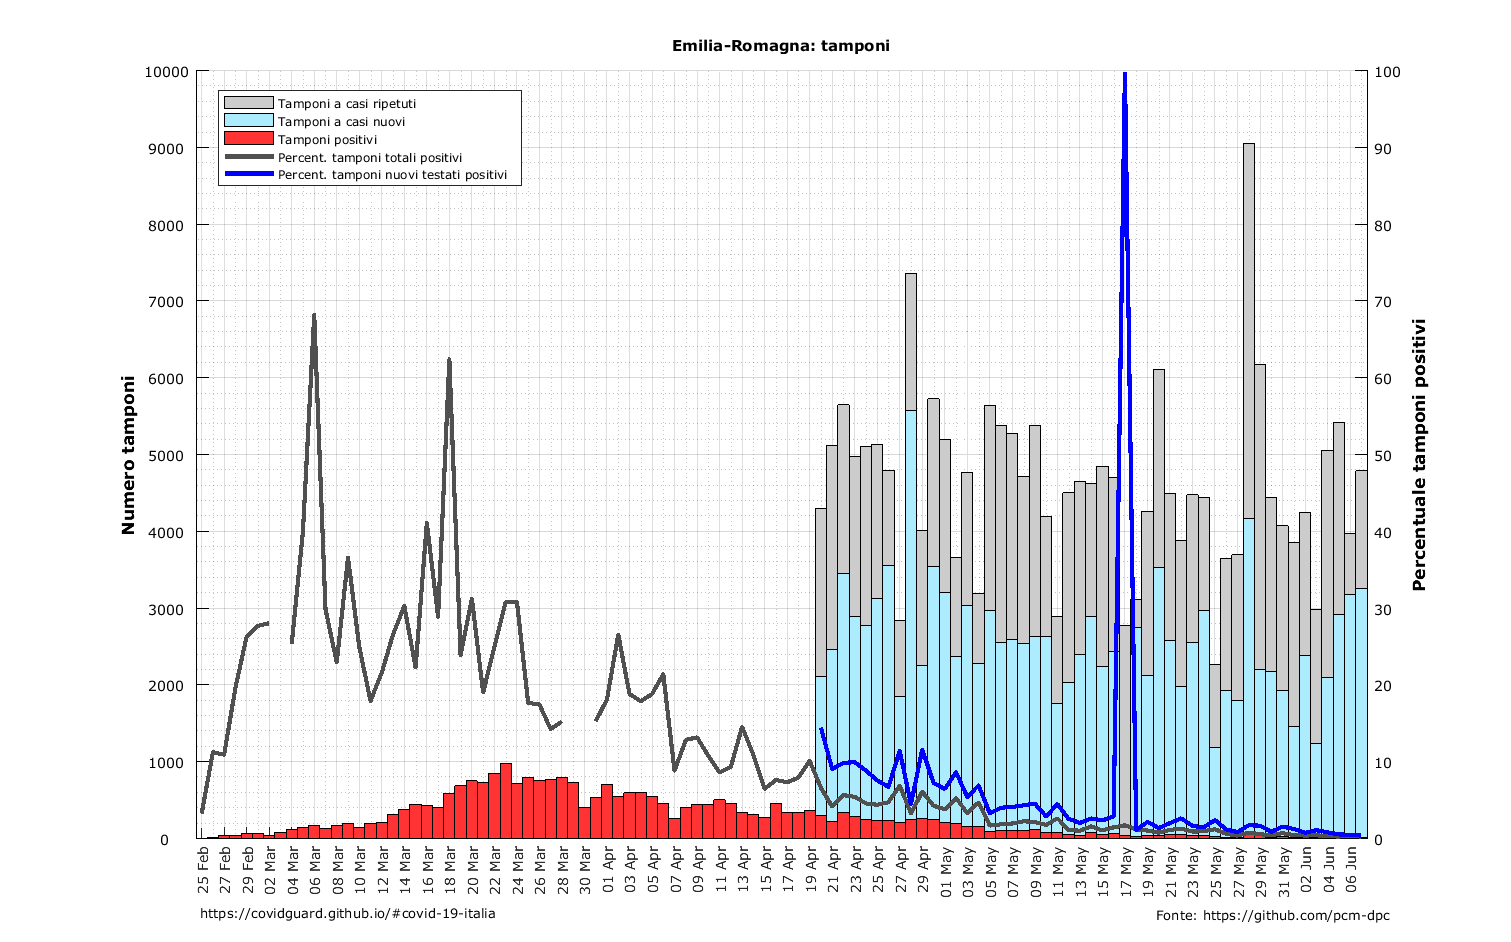 Emilia-Romagna: tamponi
Tamponi a casi ripetuti
Tamponi a casi nuovi
Tamponi positivi
Percent. tamponi totali positivi
Percent. tamponi nuovi testati positivi
Numero tamponi
10000
9000
8000
7000
6000
5000
4000
3000
2000
1000
0
100
90
80
70
60
50
40
30
20
10
0
Percentuale tamponi positivi
25 Feb
27 Feb
29 Feb
02 Mar
04 Mar
06 Mar
08 Mar
10 Mar
12 Mar
14 Mar
16 Mar
18 Mar
20 Mar
22 Mar
24 Mar
26 Mar
28 Mar
30 Mar
01 Apr
03 Apr
05 Apr
07 Apr
09 Apr
11 Apr
13 Apr
15 Apr
17 Apr
19 Apr
21 Apr
23 Apr
25 Apr
27 Apr
29 Apr
01 May
03 May
05 May
07 May
09 May
11 May
13 May
15 May
17 May
19 May
21 May
23 May
25 May
27 May
29 May
31 May
02 Jun
04 Jun
06 Jun
https://covidguard.github.io/#covid-19-italia
Fonte: https://github.com/pcm-dpc